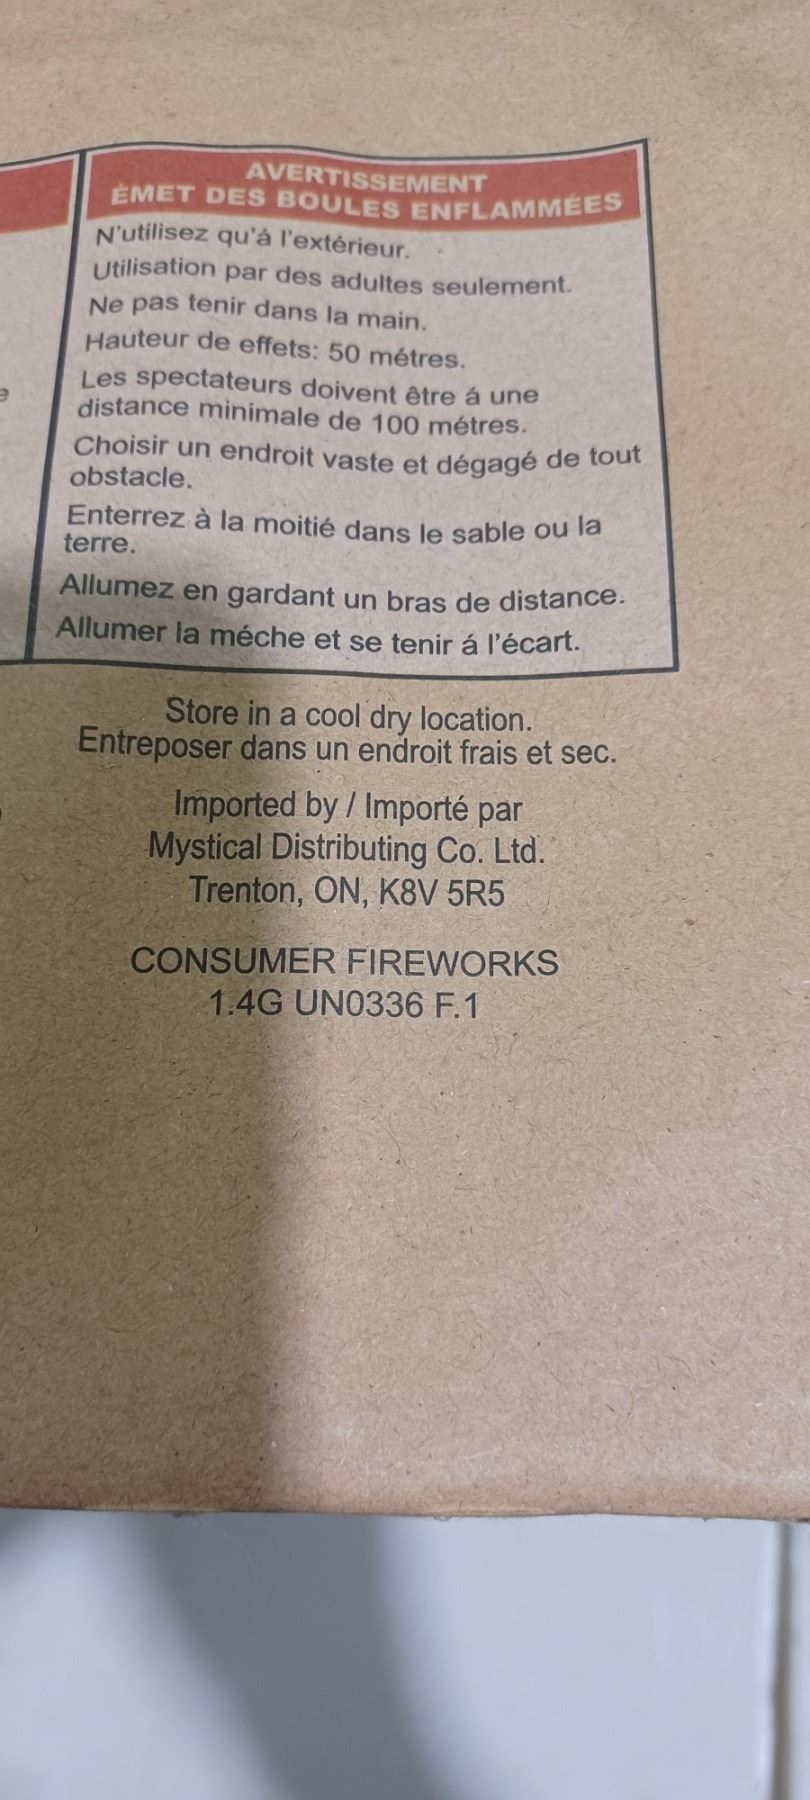 AVERTISSEMENT
ÉMET DES BOULES ENFLAMMÉES
N'utilisez qu'á l'extérieur.
Utilisation par des adultes seulement.
Ne pas tenir dans la main.
Hauteur de effets: 50 métres.
Les spectateurs doivent être á une
distance minimale de 100 métres.
Choisir un endroit vaste et dégagé de tout
obstacle.
Enterrez à la moitié dans le sable ou la
terre.
Allumez en gardant un bras de distance.
Allumer la méche et se tenir á l'écart.
Store in a cool dry location.
Entreposer dans un endroit frais et sec.
Imported by / Importé par
Mystical Distributing Co. Ltd.
Trenton, ON, K8V 5R5
CONSUMER FIREWORKS
1.4G UN0336 F.1